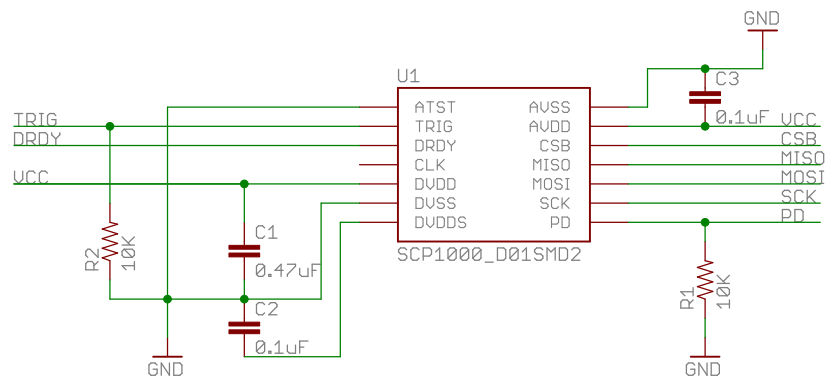 GND
U1
C3
0.1uF
TRIG
DRDY
VCC
ATST
TRIG
DRDY
CLK
DVDD
DVSS
DVDDS
AVSS
AVDD
CSB
MISO
MOSI
SCK
PD
VCC
CSB
MISO
MOSI
SCK
PD
SCP1000_D01SMD2
R2
10K
C1
0.47uF
C2
0.1uF
R1
10K
GND
GND